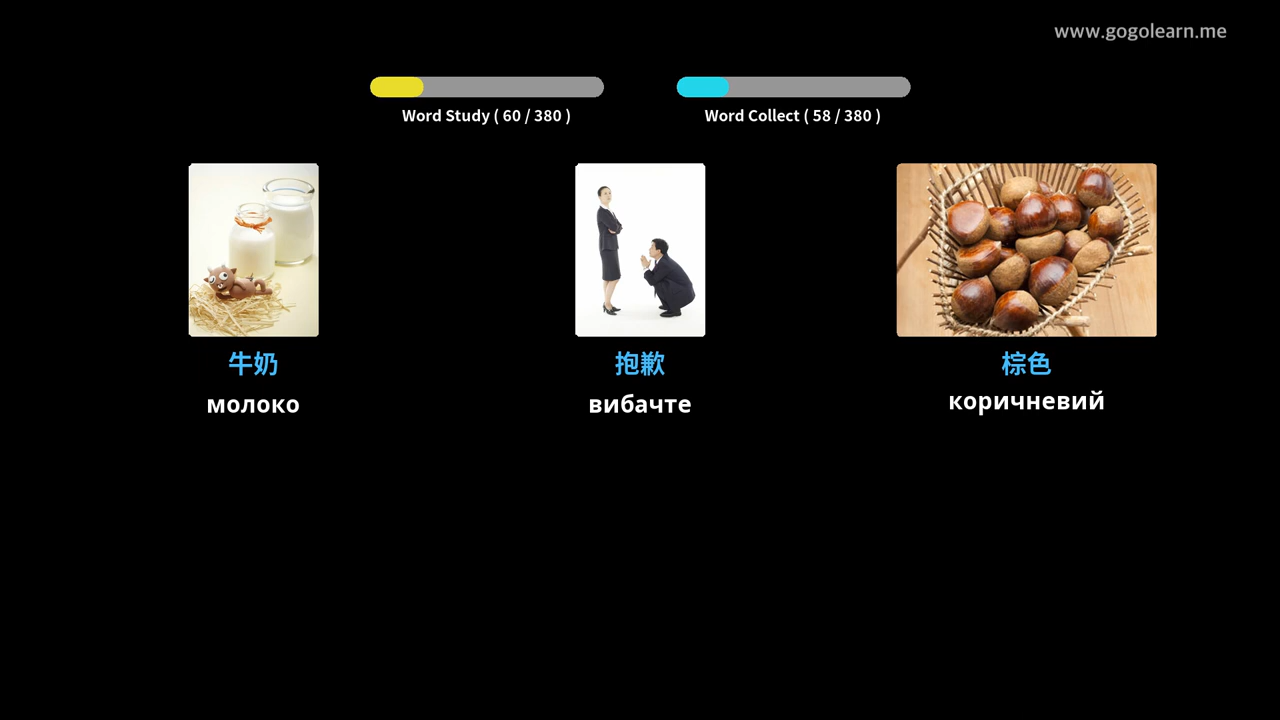 www.gogolearn.me
Word Study ( 60 / 380 )
Word Collect ( 58 / 380 )
牛奶
抱歉
棕色
молоко
вибачте
коричневий